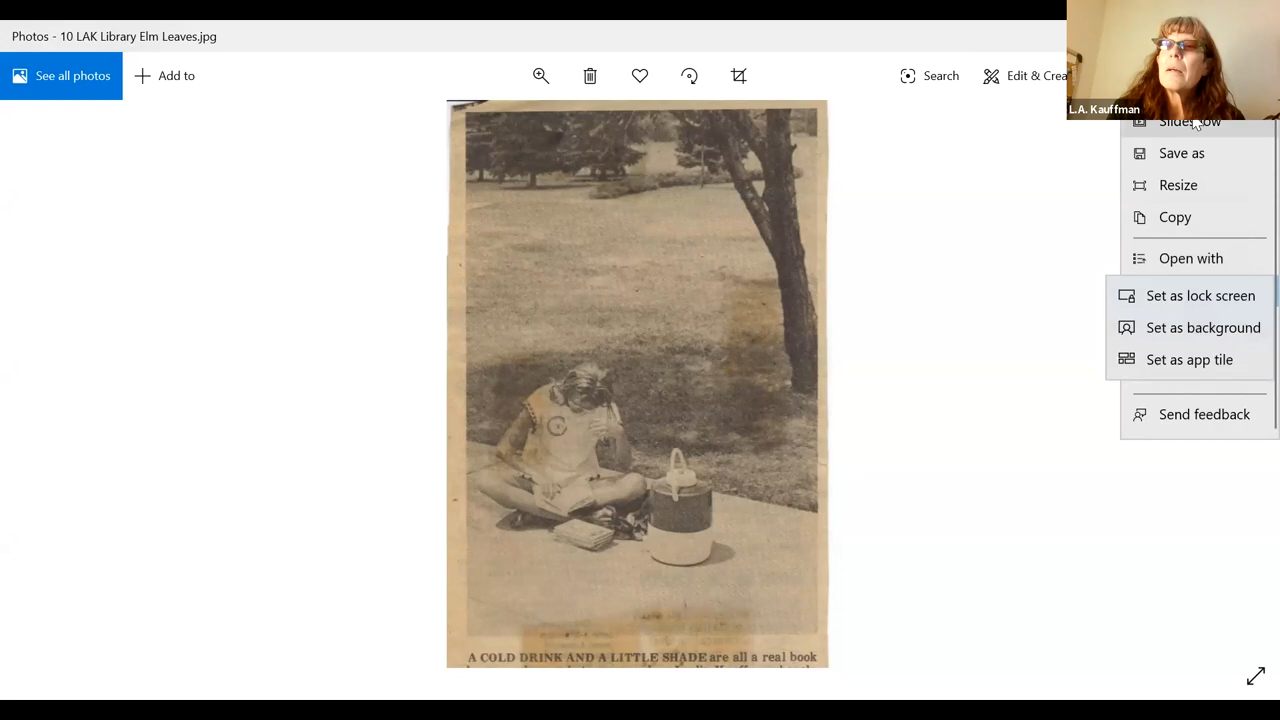 Photos - 10 LAK Library Elm Leaves.jpg
See all photos
Add to
Search
Edit & Crea
L.A. Kauffman
Slideshow
Save as
Resize
Copy
Open with
Set as lock screen
Set as background
Set as app tile
Send feedback
A COLD DRINK AND A LITTLE SHADE are all a real book